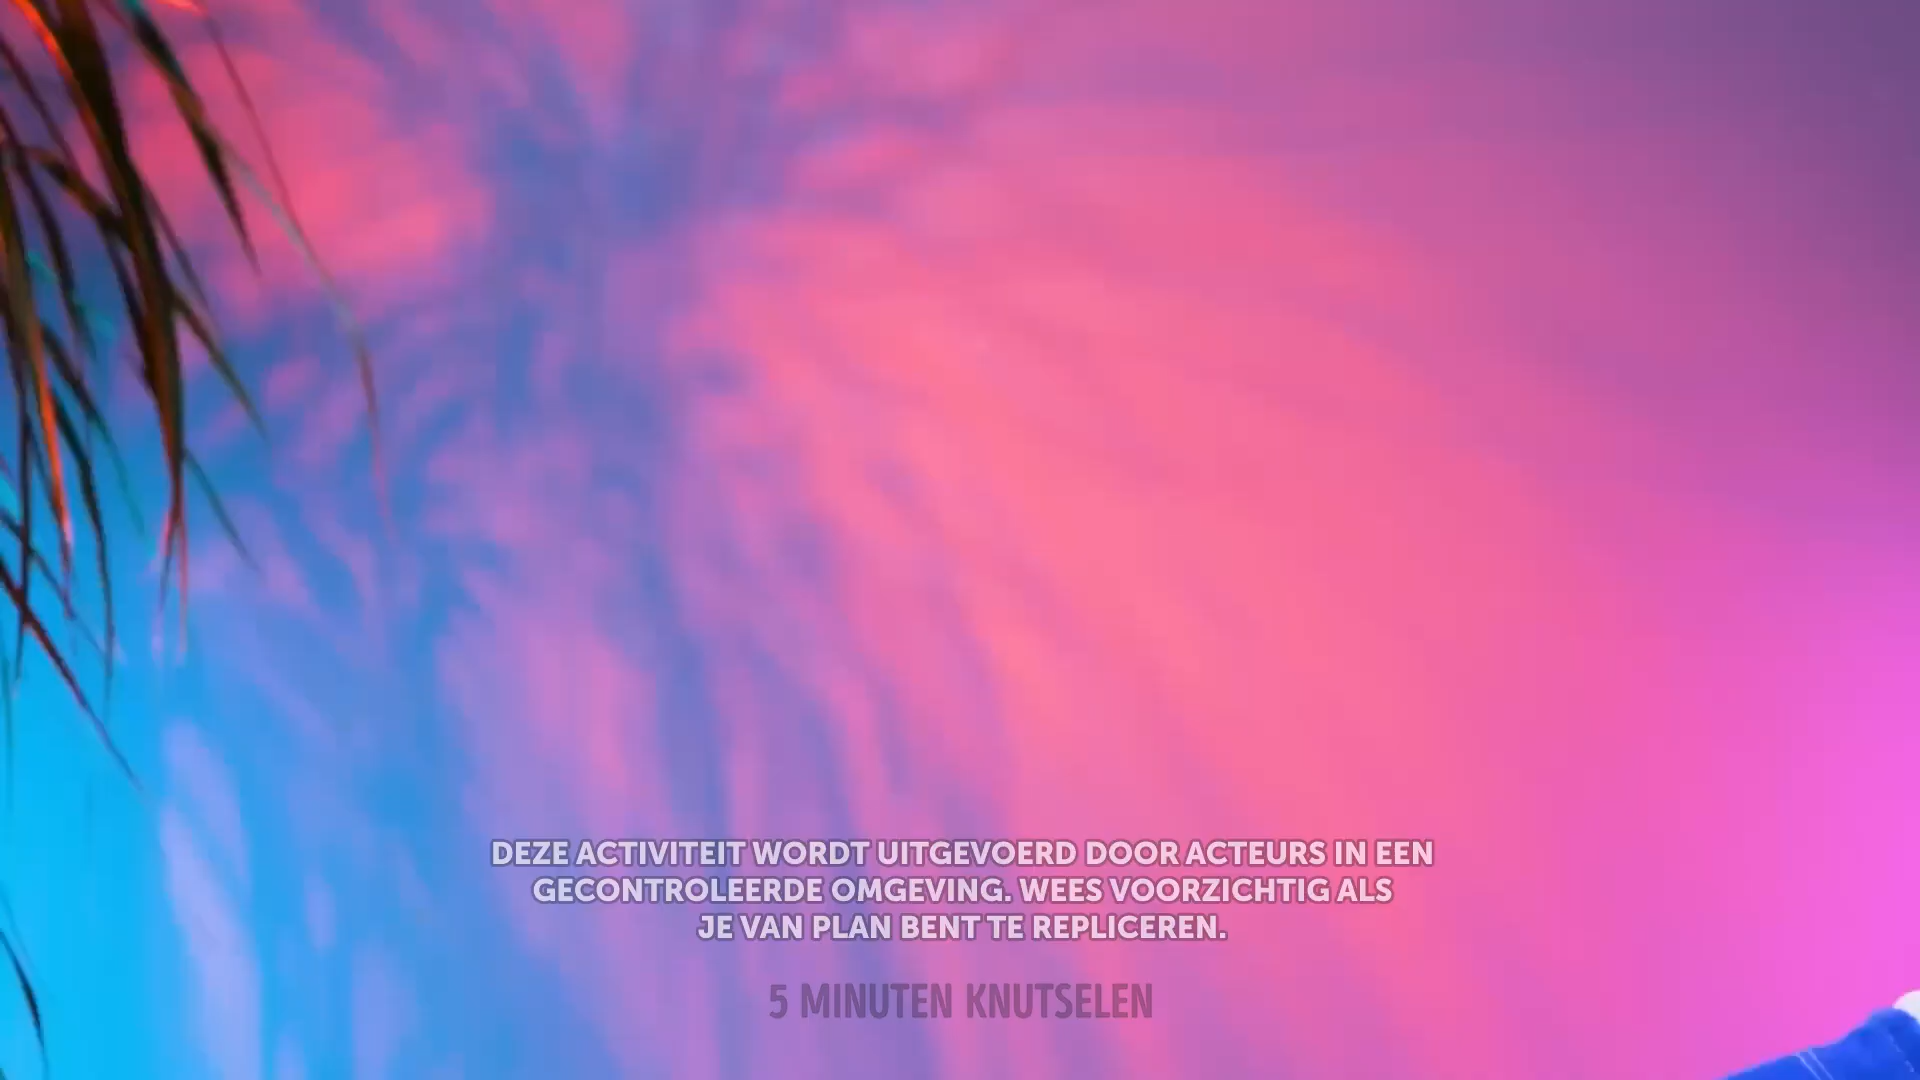 DEZE ACTIVITEIT WORDT UITGEVOERD DOOR ACTEURS IN EEN
GECONTROLEERDE OMGEVING. WEES VOORZICHTIG ALS
JE VAN PLAN BENT TE REPLICEREN.
5 MINUTEN KNUTSELEN